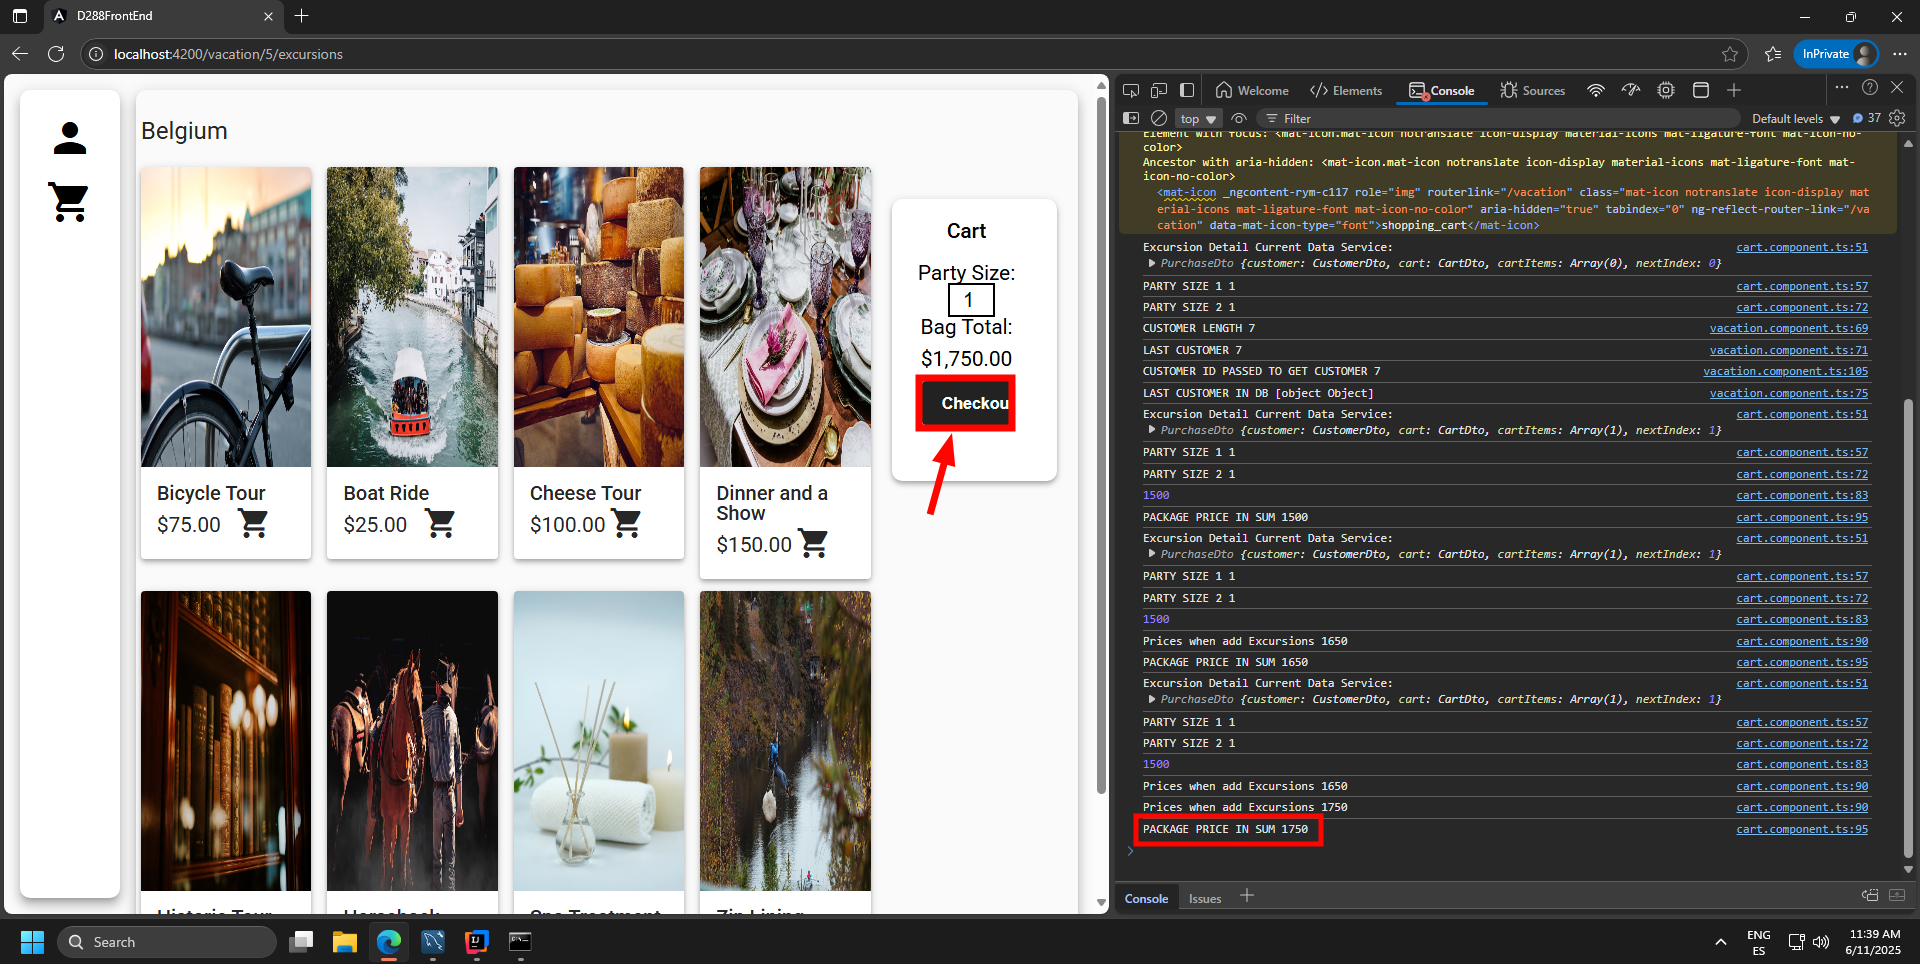 D288FrontEnd
localhost:4200/vacation/5/excursions
InPrivate
Belgium
Bicycle Tour
$75.00
Boat Ride
$25.00
Cheese Tour
$100.00
Dinner and a
Show
$150.00
Cart
Party Size:
1
Bag Total:
$1,750.00
Checkou
Welcome
Elements
Console
Sources
top
Filter
Default levels
37
Element with focus: <mat-icon.mat-icon notranslate icon-display material-icons mat-ligature-font mat-icon-no-
color>
Ancestor with aria-hidden: <mat-icon.mat-icon notranslate icon-display material-icons mat-ligature-font mat-
icon-no-color>
<mat-icon _ngcontent-rym-c117 role="img" routerlink="/vacation" class="mat-icon notranslate icon-display mat
erial-icons mat-ligature-font mat-icon-no-color" aria-hidden="true" tabindex="0" ng-reflect-router-link="/va
cation" data-mat-icon-type="font">shopping_cart</mat-icon>
Excursion Detail Current Data Service: cart.component.ts:51
PurchaseDto {customer: CustomerDto, cart: CartDto, cartItems: Array(0), nextIndex: 0}
PARTY SIZE 1 1 cart.component.ts:57
PARTY SIZE 2 1 cart.component.ts:72
CUSTOMER LENGTH 7 vacation.component.ts:69
LAST CUSTOMER 7 vacation.component.ts:71
CUSTOMER ID PASSED TO GET CUSTOMER 7 vacation.component.ts:105
LAST CUSTOMER IN DB [object Object] vacation.component.ts:75
Excursion Detail Current Data Service: cart.component.ts:51
PurchaseDto {customer: CustomerDto, cart: CartDto, cartItems: Array(1), nextIndex: 1}
PARTY SIZE 1 1 cart.component.ts:57
PARTY SIZE 2 1 cart.component.ts:72
1500 cart.component.ts:83
PACKAGE PRICE IN SUM 1500 cart.component.ts:95
Excursion Detail Current Data Service: cart.component.ts:51
PurchaseDto {customer: CustomerDto, cart: CartDto, cartItems: Array(1), nextIndex: 1}
PARTY SIZE 1 1 cart.component.ts:57
PARTY SIZE 2 1 cart.component.ts:72
1500 cart.component.ts:83
Prices when add Excursions 1650 cart.component.ts:90
PACKAGE PRICE IN SUM 1650 cart.component.ts:95
Excursion Detail Current Data Service: cart.component.ts:51
PurchaseDto {customer: CustomerDto, cart: CartDto, cartItems: Array(1), nextIndex: 1}
PARTY SIZE 1 1 cart.component.ts:57
PARTY SIZE 2 1 cart.component.ts:72
1500 cart.component.ts:83
Prices when add Excursions 1650 cart.component.ts:90
Prices when add Excursions 1750 cart.component.ts:90
PACKAGE PRICE IN SUM 1750 cart.component.ts:95
Console
Issues
Search
ENG
ES
11:39 AM
6/11/2025